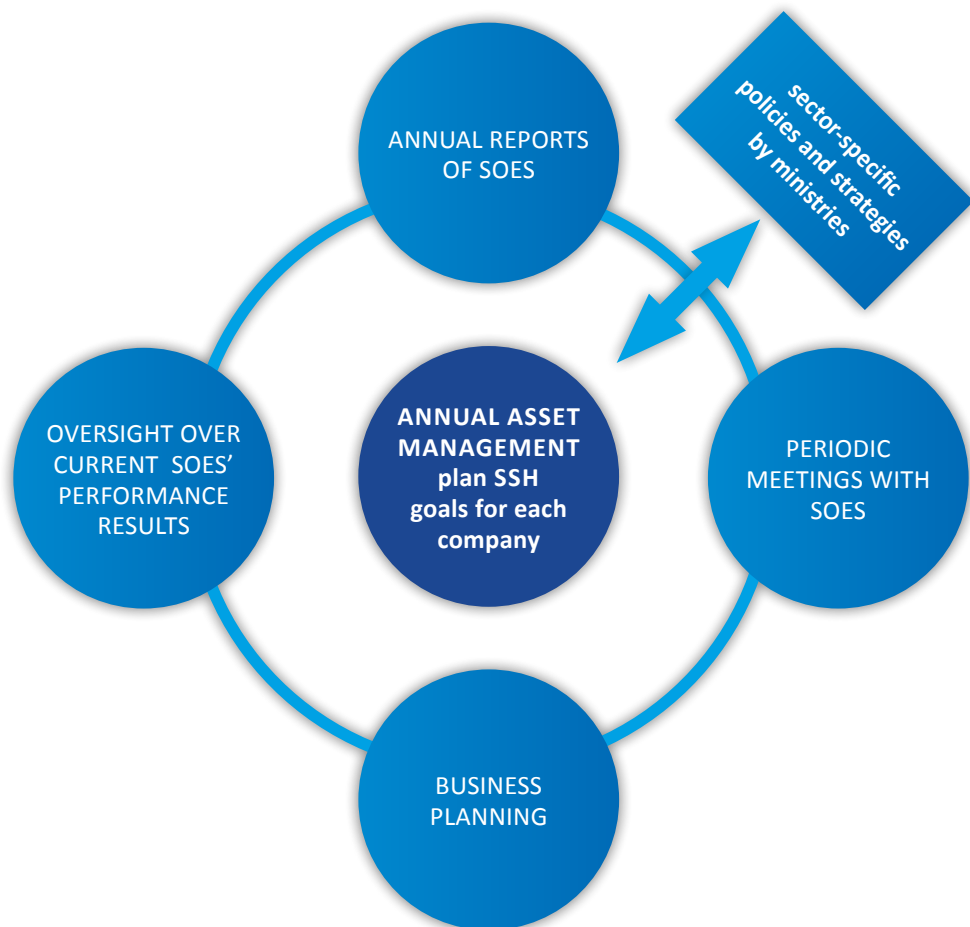 ANNUAL REPORTS
OF SOES
sector-specific
policies and strategies
by ministries
OVERSIGHT OVER
CURRENT SOES’
PERFORMANCE
RESULTS
ANNUAL ASSET
MANAGEMENT
plan SSH
goals for each
company
PERIODIC
MEETINGS WITH
SOES
BUSINESS
PLANNING